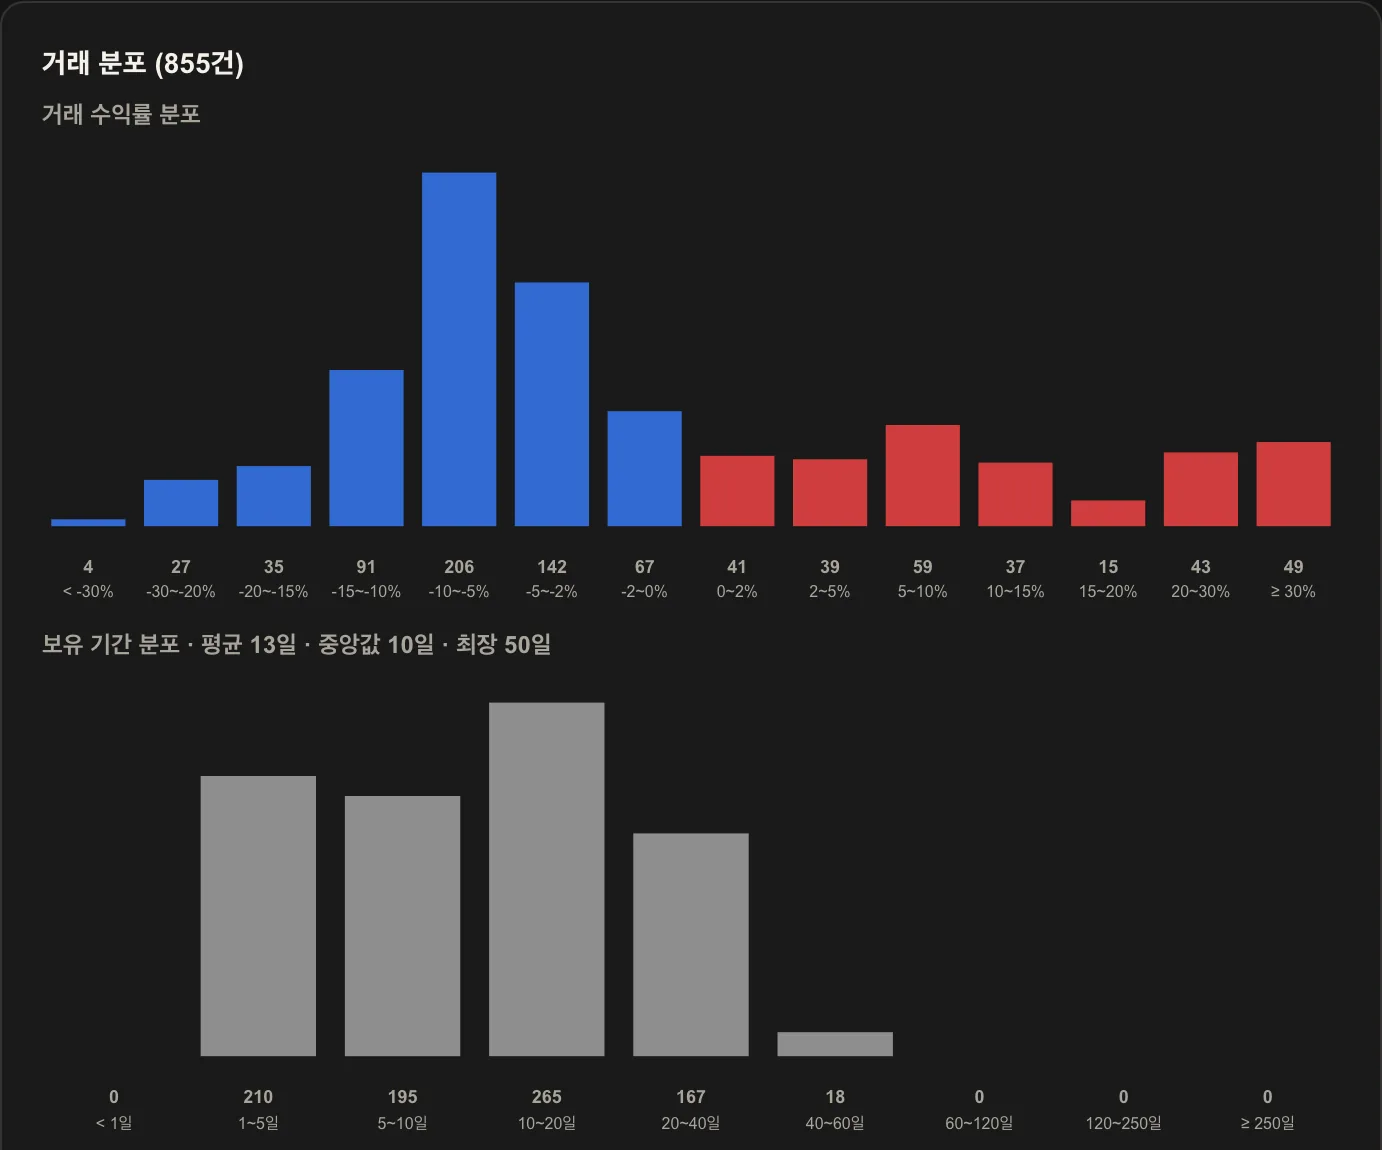 거래 분포 (855건)
거래 수익률 분포
4 27 35 91 206 142 67 41 39 59 37 15 43 49
< -30% -30~-20% -20~-15% -15~-10% -10~-5% -5~-2% -2~0% 0~2% 2~5% 5~10% 10~15% 15~20% 20~30% ≥ 30%
보유 기간 분포 · 평균 13일 · 중앙값 10일 · 최장 50일
0 210 195 265 167 18 0 0 0
< 1일 1~5일 5~10일 10~20일 20~40일 40~60일 60~120일 120~250일 ≥ 250일